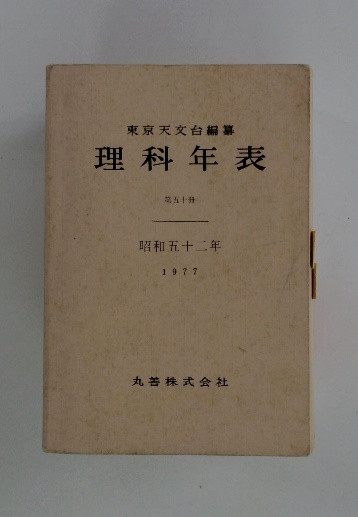 東京天文台編纂
理科年表
第五十冊
昭和五十二年
1977
丸善株式会社